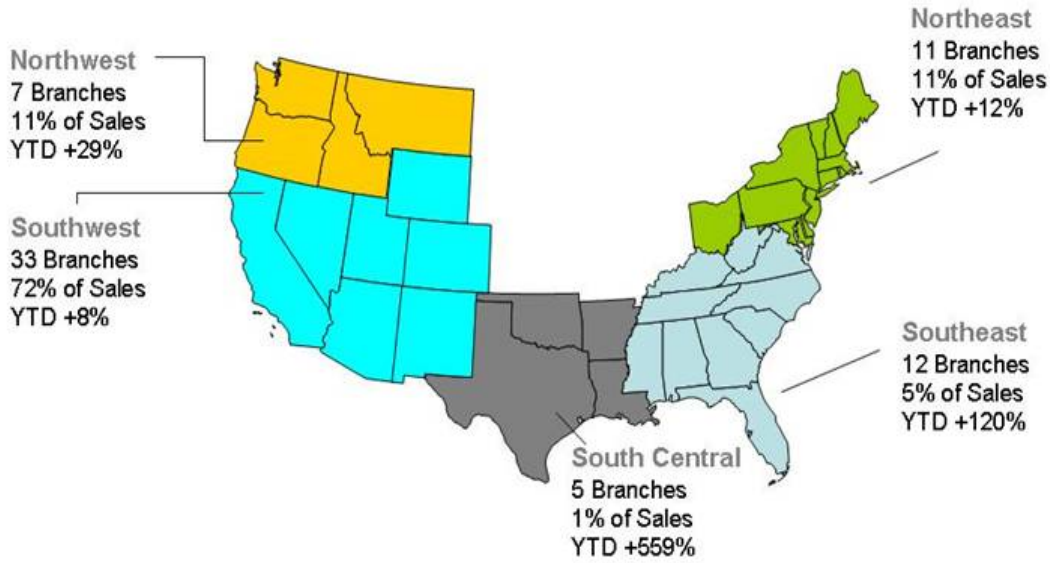 Northwest
7 Branches
11% of Sales
YTD +29%
Southwest
33 Branches
72% of Sales
YTD +8%
Northeast
11 Branches
11% of Sales
YTD +12%
Southeast
12 Branches
5% of Sales
YTD +120%
South Central
5 Branches
1% of Sales
YTD +559%